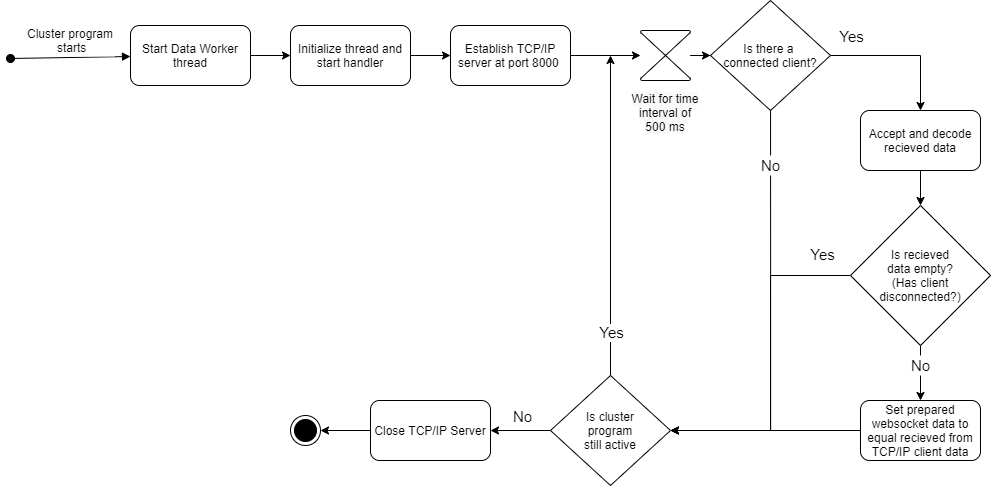 Cluster program
starts
Start Data Worker
thread
Initialize thread and
start handler
Establish TCP/IP
server at port 8000
Wait for time
interval of
500 ms
Is there a
connected client?
Yes
No
Accept and decode
recieved data
Is recieved
data empty?
(Has client
disconnected?)
Yes
No
Set prepared
websocket data to
equal recieved from
TCP/IP client data
Is cluster
program
still active
Yes
No
Close TCP/IP Server